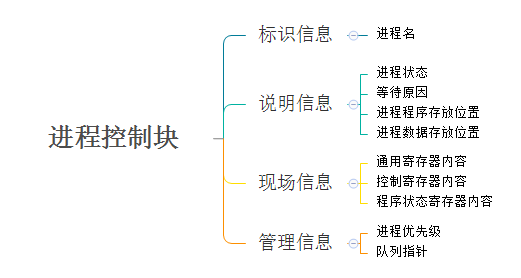 进程控制块
标识信息
进程名
说明信息
进程状态
等待原因
进程程序存放位置
进程数据存放位置
现场信息
通用寄存器内容
控制寄存器内容
程序状态寄存器内容
管理信息
进程优先级
队列指针